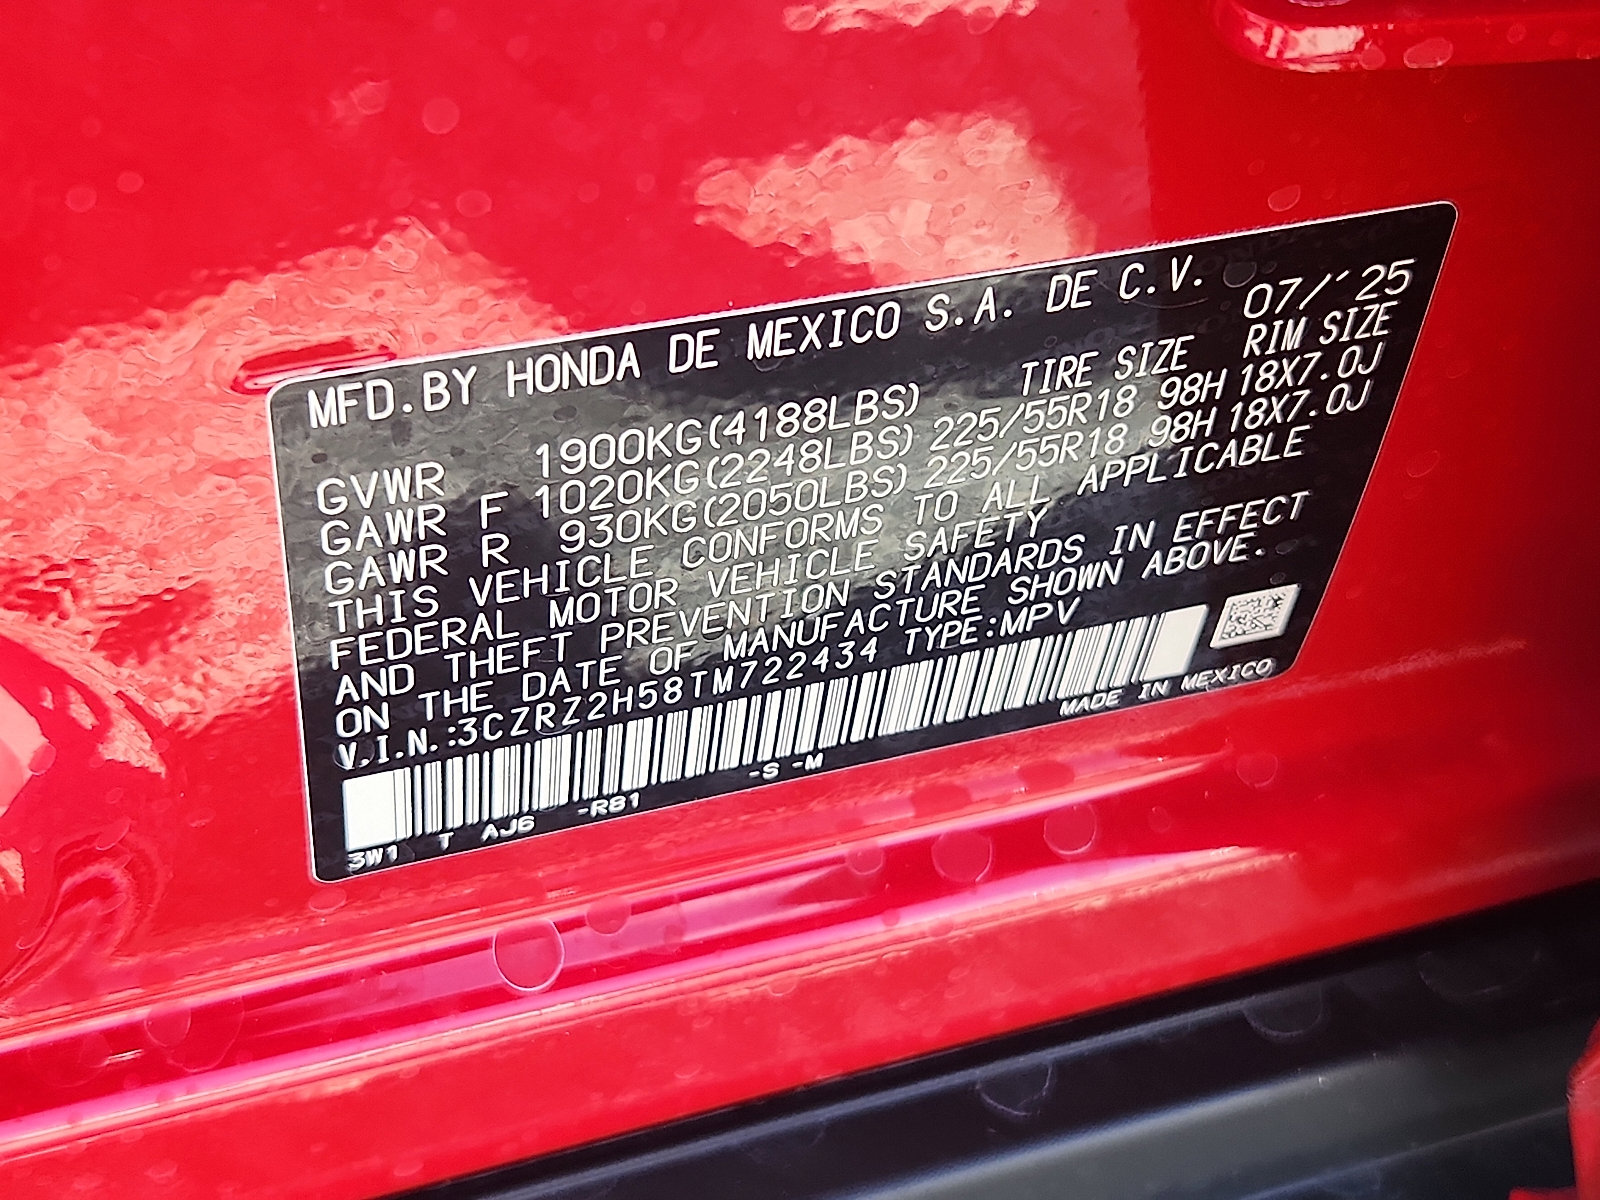 MFD.BY HONDA DE MEXICO S.A. DE C.V. 07/´25
TIRE SIZE RIM SIZE
GVWR 1900KG(4188LBS)
GAWR F 1020KG(2248LBS) 225/55R18 98H 18X7.0J
GAWR R 930KG(2050LBS) 225/55R18 98H 18X7.0J
THIS VEHICLE CONFORMS TO ALL APPLICABLE
FEDERAL MOTOR VEHICLE SAFETY
AND THEFT PREVENTION STANDARDS IN EFFECT
ON THE DATE OF MANUFACTURE SHOWN ABOVE.
V.I.N.:3CZRZ2H58TM722434 TYPE:MPV
MADE IN MEXICO
3W1 T AJ6 -R81 -S -M